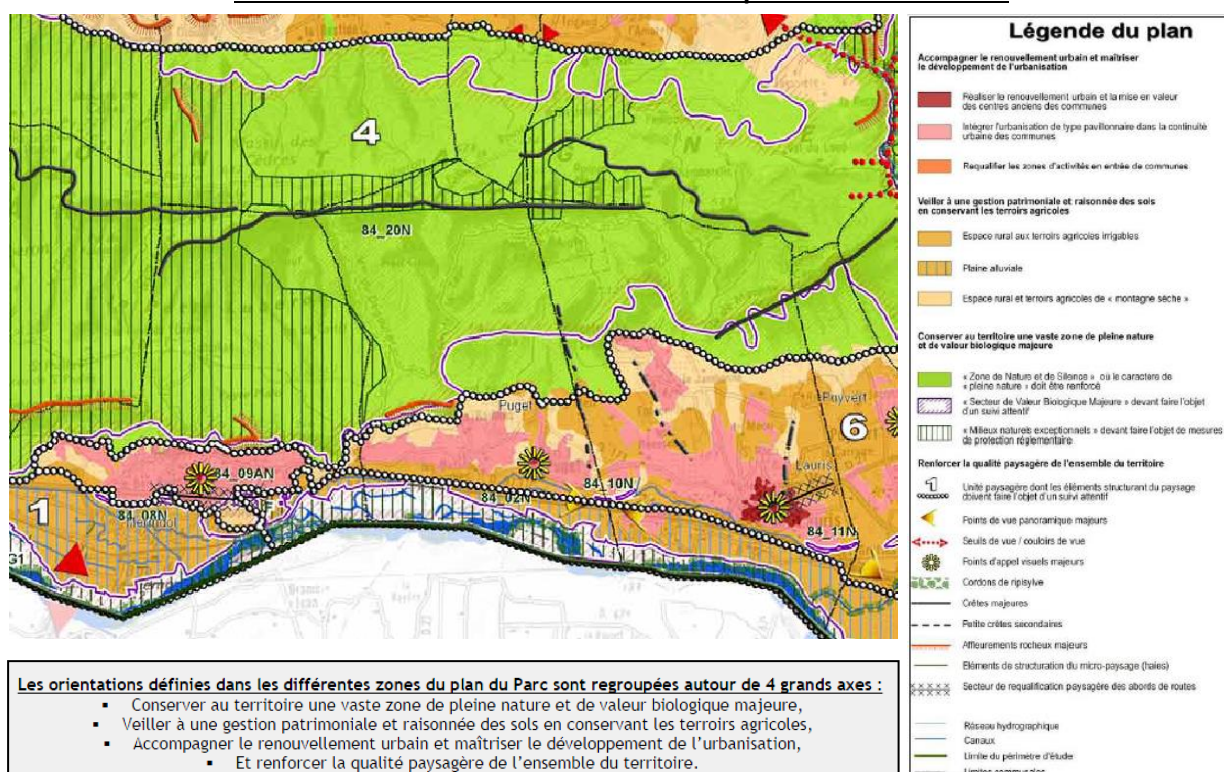 4
84_20N
Puget
Puyvert
6
Lauris
84_09AN
84_02N
84_10N
84_11N
1
84_08N
Mérindol
G1
Légende du plan
Accompagner le renouvellement urbain et maîtriser
le développement de l'urbanisation
Réaliser le renouvellement urbain et la mise en valeur
des centres anciens des communes
Intégrer l'urbanisation de type pavillonnaire dans la continuité
urbaine des communes
Requalifier les zones d'activités en entrée de communes
Veiller à une gestion patrimoniale et raisonnée des sols
en conservant les terroirs agricoles
Espace rural aux terroirs agricoles irrigables
Plaine alluviale
Espace rural et terroirs agricoles de « montagne sèche »
Conserver au territoire une vaste zone de pleine nature
et de valeur biologique majeure
« Zone de Nature et de Silence » où le caractère de
« pleine nature » doit être renforcé
« Secteur de Valeur Biologique Majeure » devant faire l'objet
d'un suivi attentif
« Milieux naturels exceptionnels » devant faire l'objet de mesures
de protection réglementaire
Renforcer la qualité paysagère de l'ensemble du territoire
1
Unité paysagère dont les éléments structurant du paysage
doivent faire l'objet d'un suivi attentif
Points de vue panoramique majeurs
Seuils de vue / couloirs de vue
Points d'appel visuels majeurs
Cordons de ripisylve
Crêtes majeures
Petite crêtes secondaires
Affleurements rocheux majeurs
Eléments de structuration du micro-paysage (haies)
Secteur de requalification paysagère des abords de routes
Réseau hydrographique
Canaux
Limite du périmètre d'étude
Limites communales
Les orientations définies dans les différentes zones du plan du Parc sont regroupées autour de 4 grands axes :
▪ Conserver au territoire une vaste zone de pleine nature et de valeur biologique majeure,
▪ Veiller à une gestion patrimoniale et raisonnée des sols en conservant les terroirs agricoles,
▪ Accompagner le renouvellement urbain et maîtriser le développement de l'urbanisation,
▪ Et renforcer la qualité paysagère de l'ensemble du territoire.